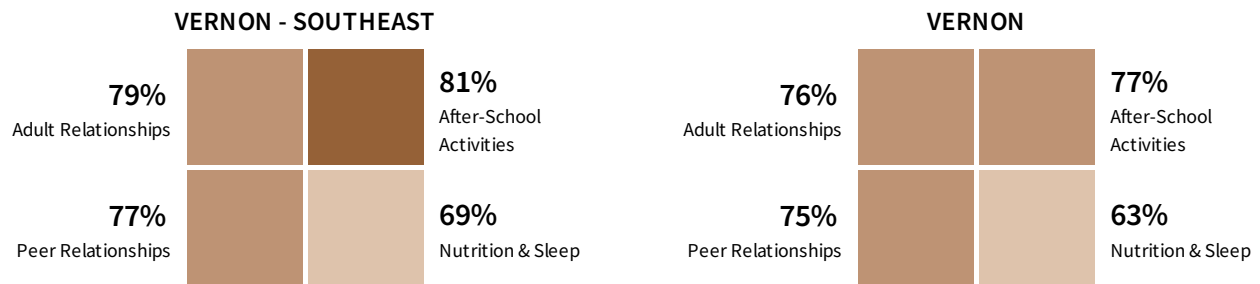 VERNON - SOUTHEAST
79%
Adult Relationships
81%
After-School
Activities
77%
Peer Relationships
69%
Nutrition & Sleep
VERNON
76%
Adult Relationships
77%
After-School
Activities
75%
Peer Relationships
63%
Nutrition & Sleep